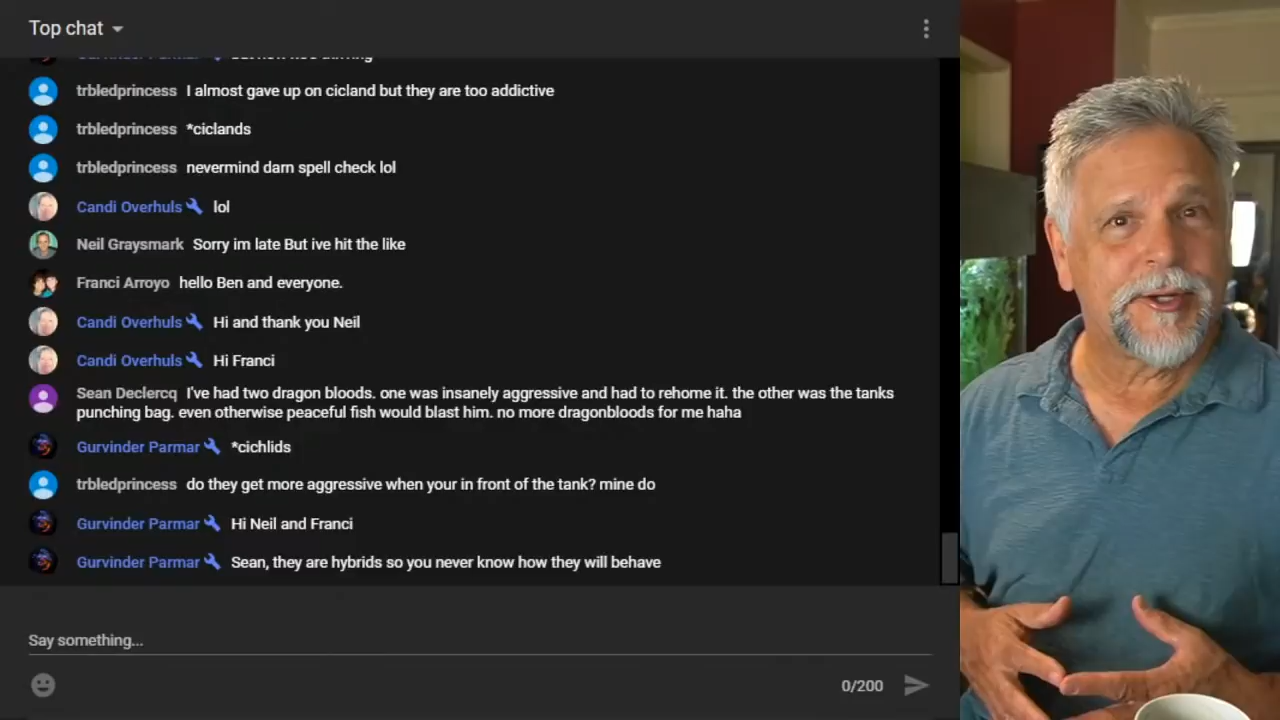 Top chat
trbledprincess I almost gave up on cicland but they are too addictive
trbledprincess *ciclands
trbledprincess nevermind darn spell check lol
Candi Overhuls lol
Neil Graysmark Sorry im late But ive hit the like
Franci Arroyo hello Ben and everyone.
Candi Overhuls Hi and thank you Neil
Candi Overhuls Hi Franci
Sean Declercq I've had two dragon bloods. one was insanely aggressive and had to rehome it. the other was the tanks
punching bag. even otherwise peaceful fish would blast him. no more dragonbloods for me haha
Gurvinder Parmar *cichlids
trbledprincess do they get more aggressive when your in front of the tank? mine do
Gurvinder Parmar Hi Neil and Franci
Gurvinder Parmar Sean, they are hybrids so you never know how they will behave
Say something...
0/200